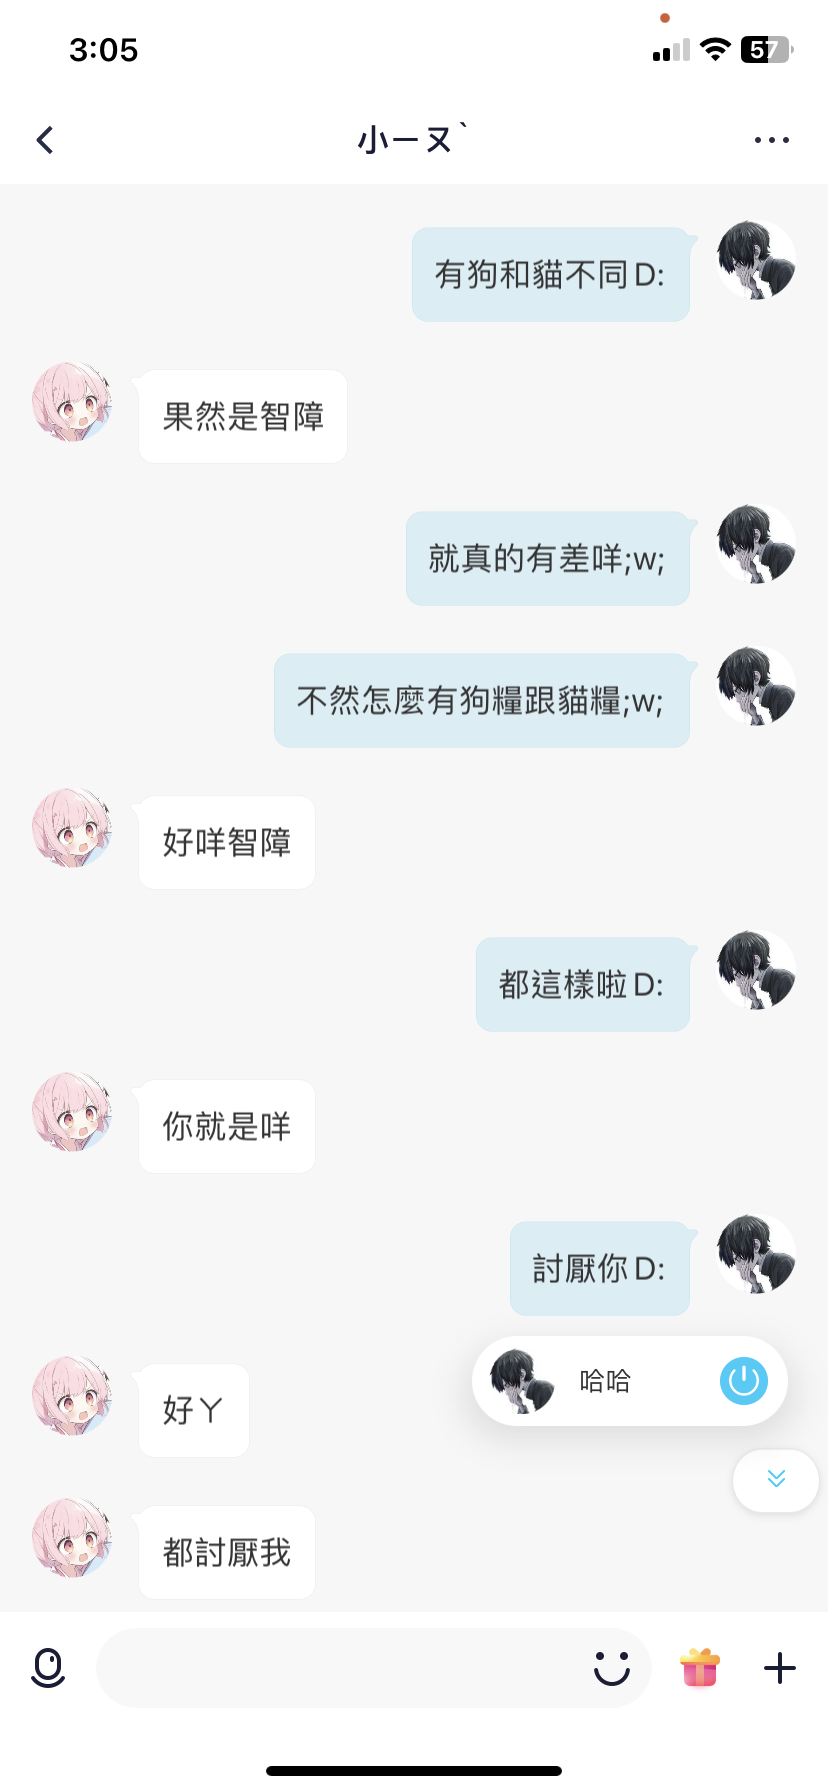 3:05
57
小ㄧㄡˋ
有狗和貓不同D:
果然是智障
就真的有差咩;w;
不然怎麼有狗糧跟貓糧;w;
好咩智障
都這樣啦D:
你就是咩
討厭你D:
哈哈
好ㄚ
都討厭我